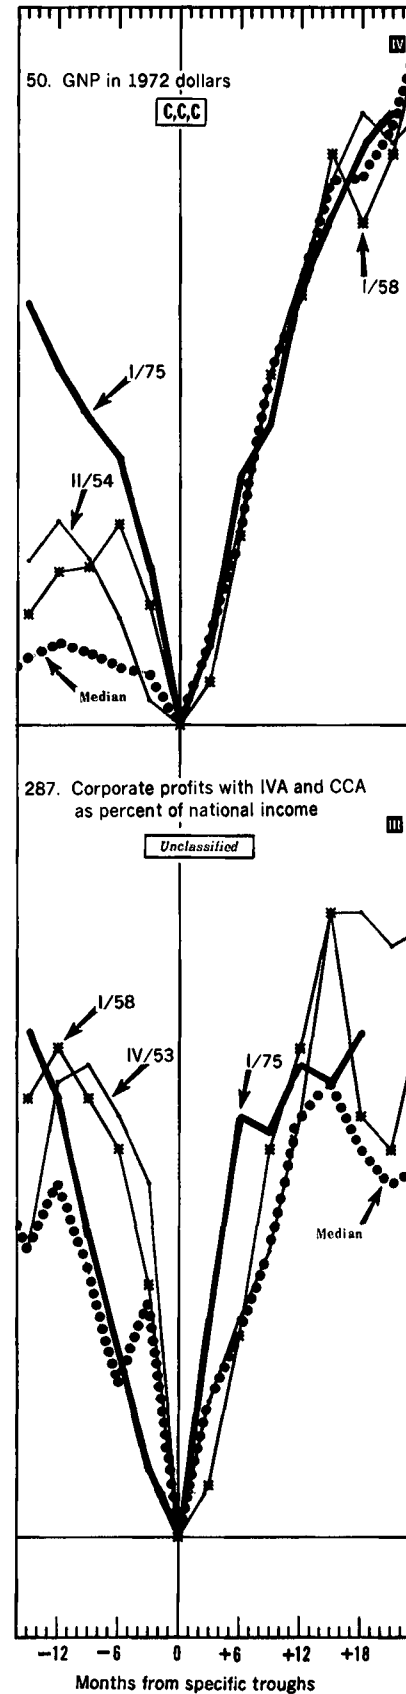 IV
50. GNP in 1972 dollars
C,C,C
I/58
I/75
II/54
Median
287. Corporate profits with IVA and CCA
as percent of national income
III
Unclassified
I/58
IV/53
I/75
Median
−12 −6 0 +6 +12 +18
Months from specific troughs